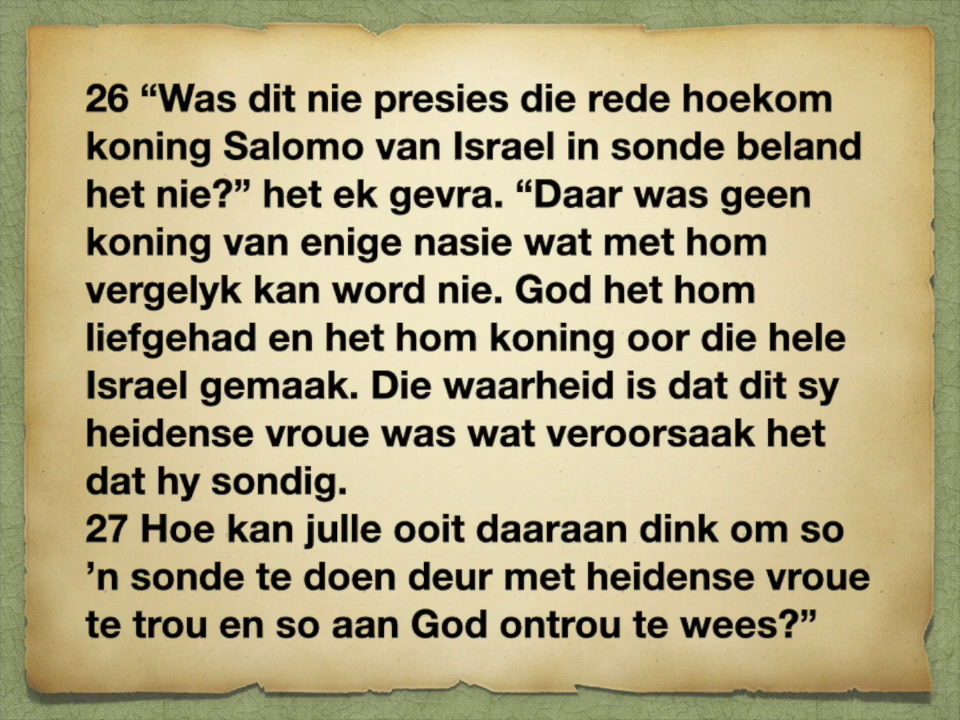 26 “Was dit nie presies die rede hoekom
koning Salomo van Israel in sonde beland
het nie?” het ek gevra. “Daar was geen
koning van enige nasie wat met hom
vergelyk kan word nie. God het hom
liefgehad en het hom koning oor die hele
Israel gemaak. Die waarheid is dat dit sy
heidense vroue was wat veroorsaak het
dat hy sondig.
27 Hoe kan julle ooit daaraan dink om so
’n sonde te doen deur met heidense vroue
te trou en so aan God ontrou te wees?”